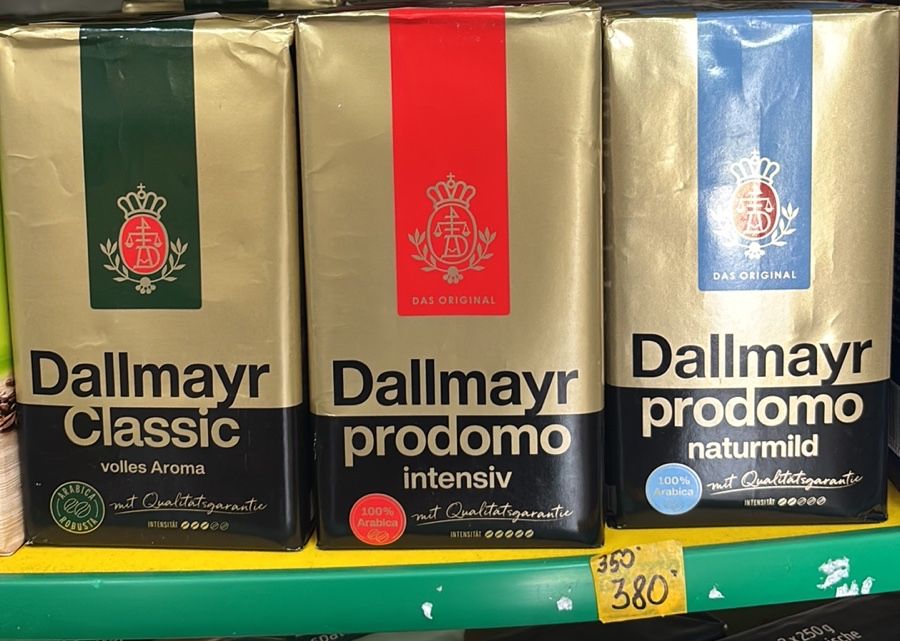 Dallmayr
Classic
volles Aroma
ARABICA
ROBUSTA
mit Qualitätsgarantie
INTENSITÄT
DAS ORIGINAL
Dallmayr
prodomo
intensiv
100%
Arabica
mit Qualitätsgarantie
INTENSITÄT
DAS ORIGINAL
Dallmayr
prodomo
naturmild
100%
Arabica
mit Qualitätsgarantie
INTENSITÄT
350
380